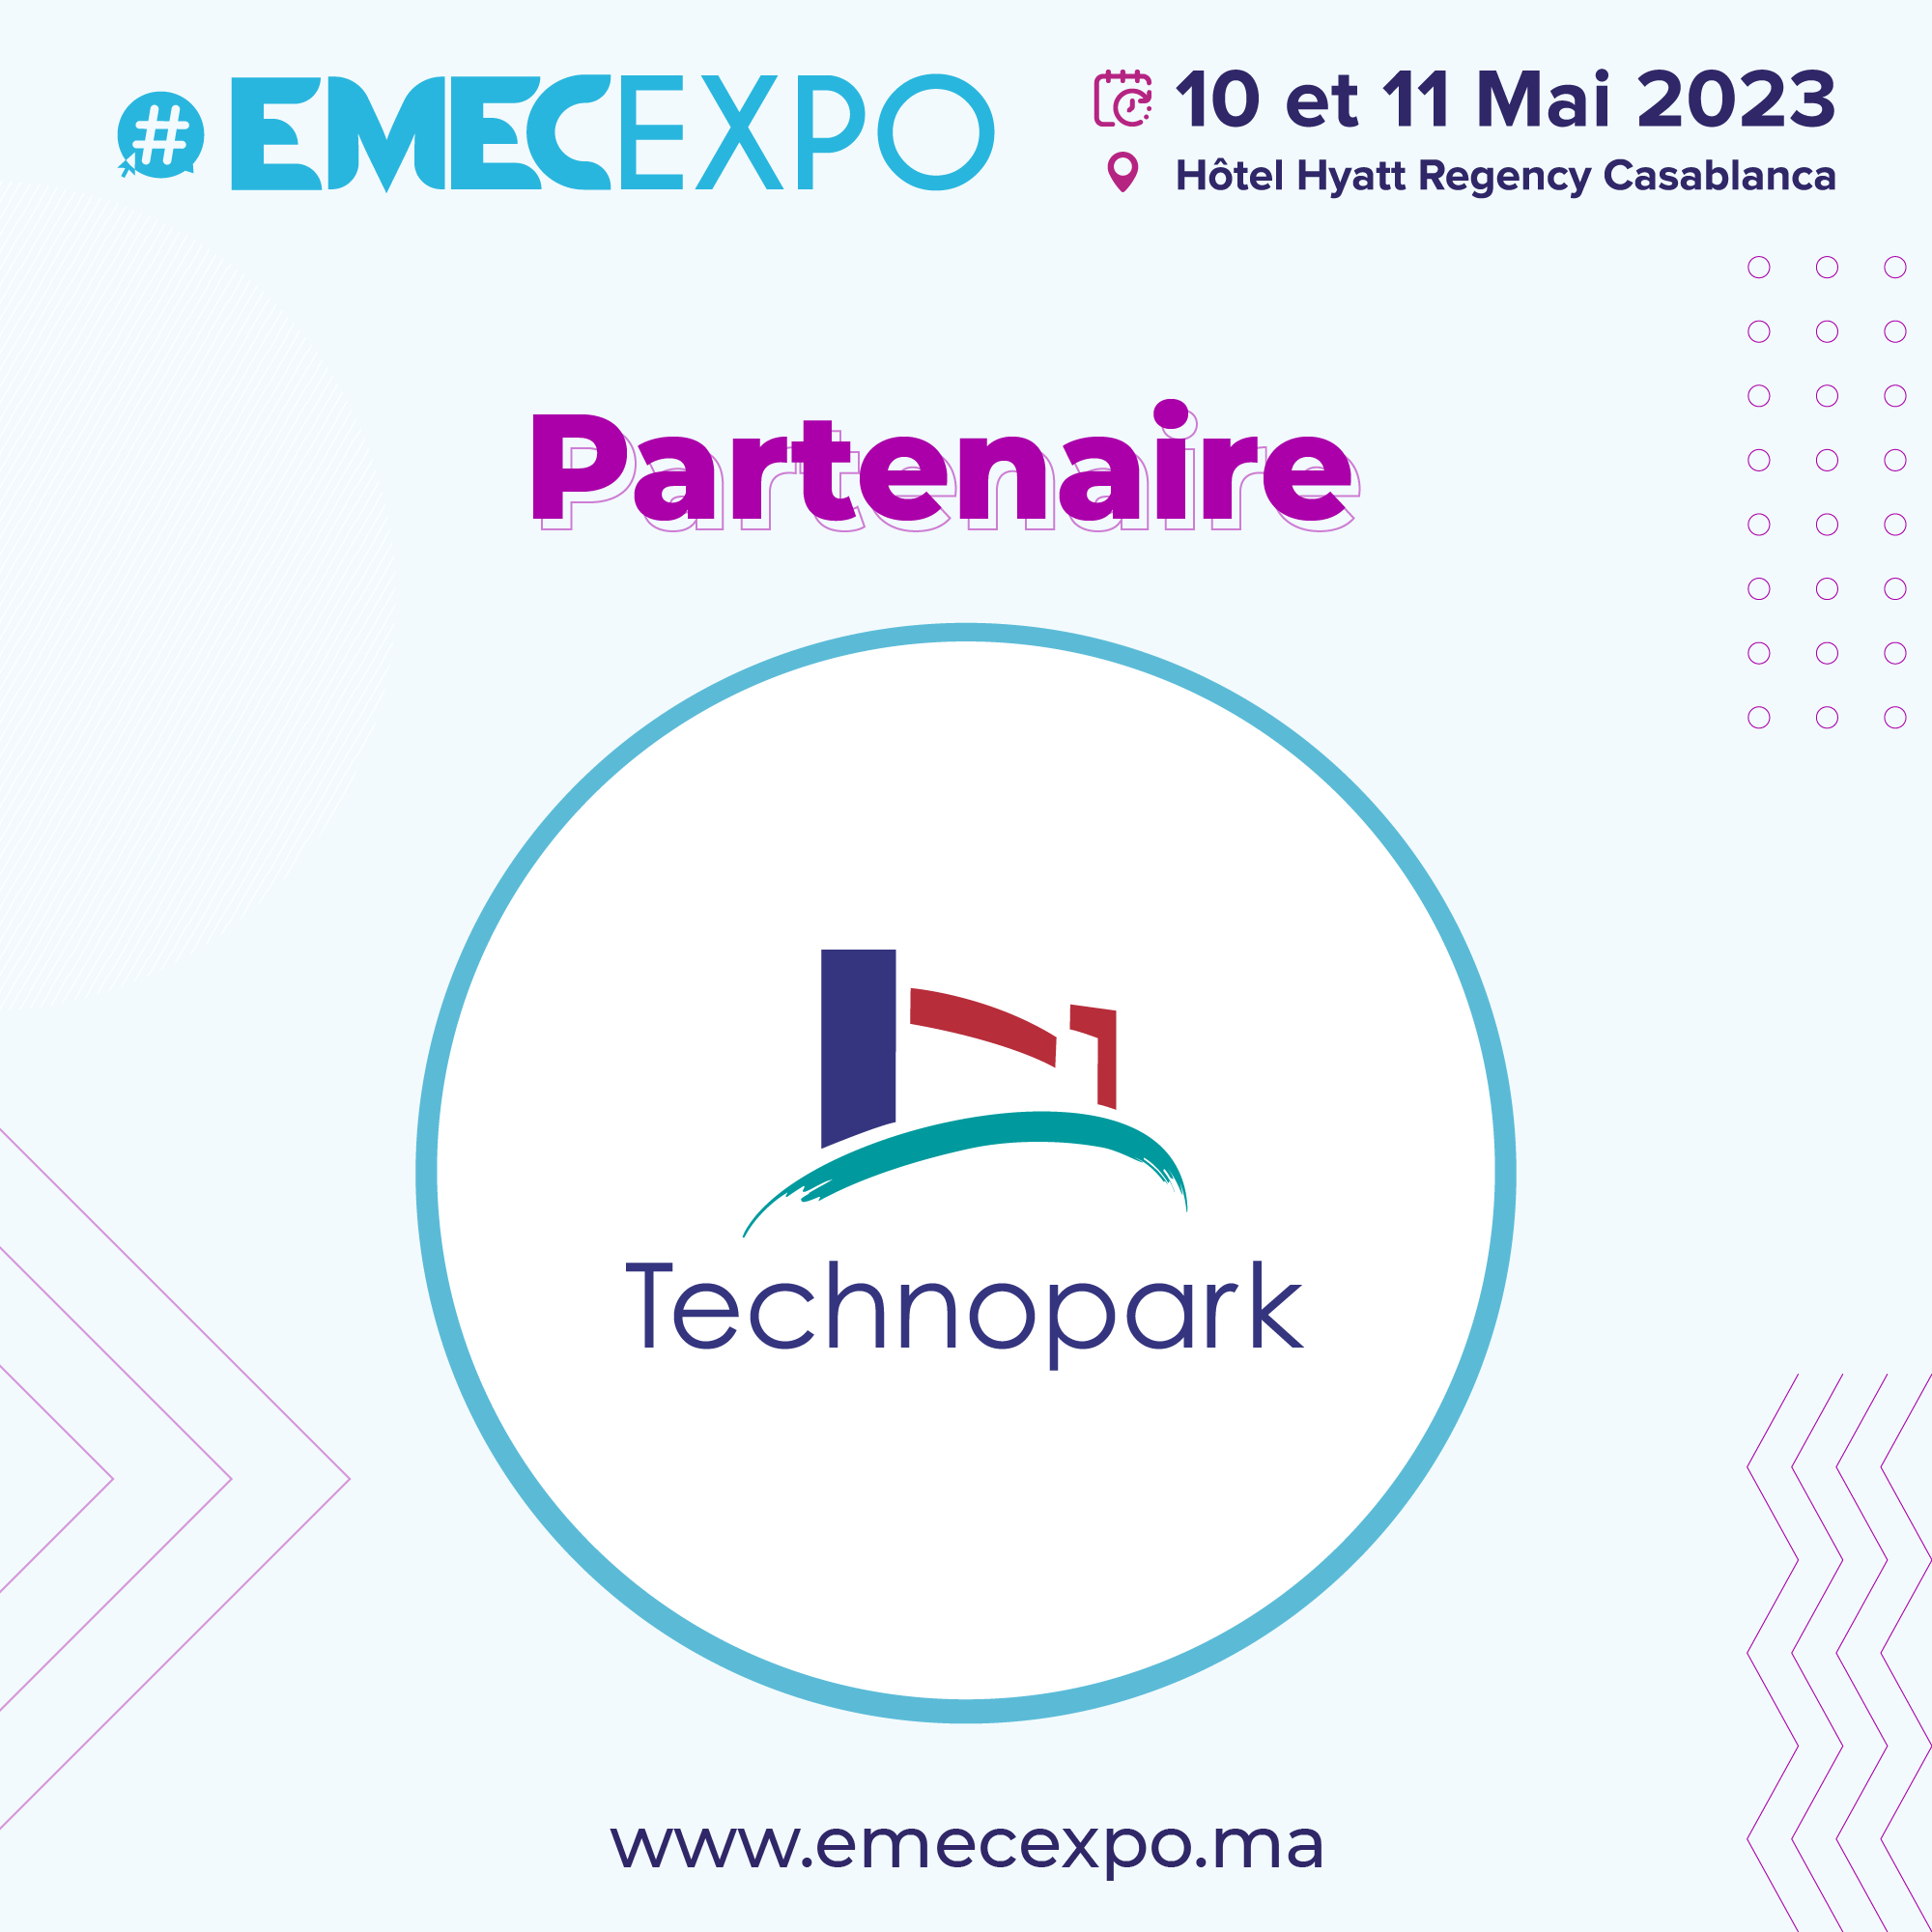 # EMECEXPO
10 et 11 Mai 2023
Hôtel Hyatt Regency Casablanca
Partenaire
Technopark
www.emecexpo.ma